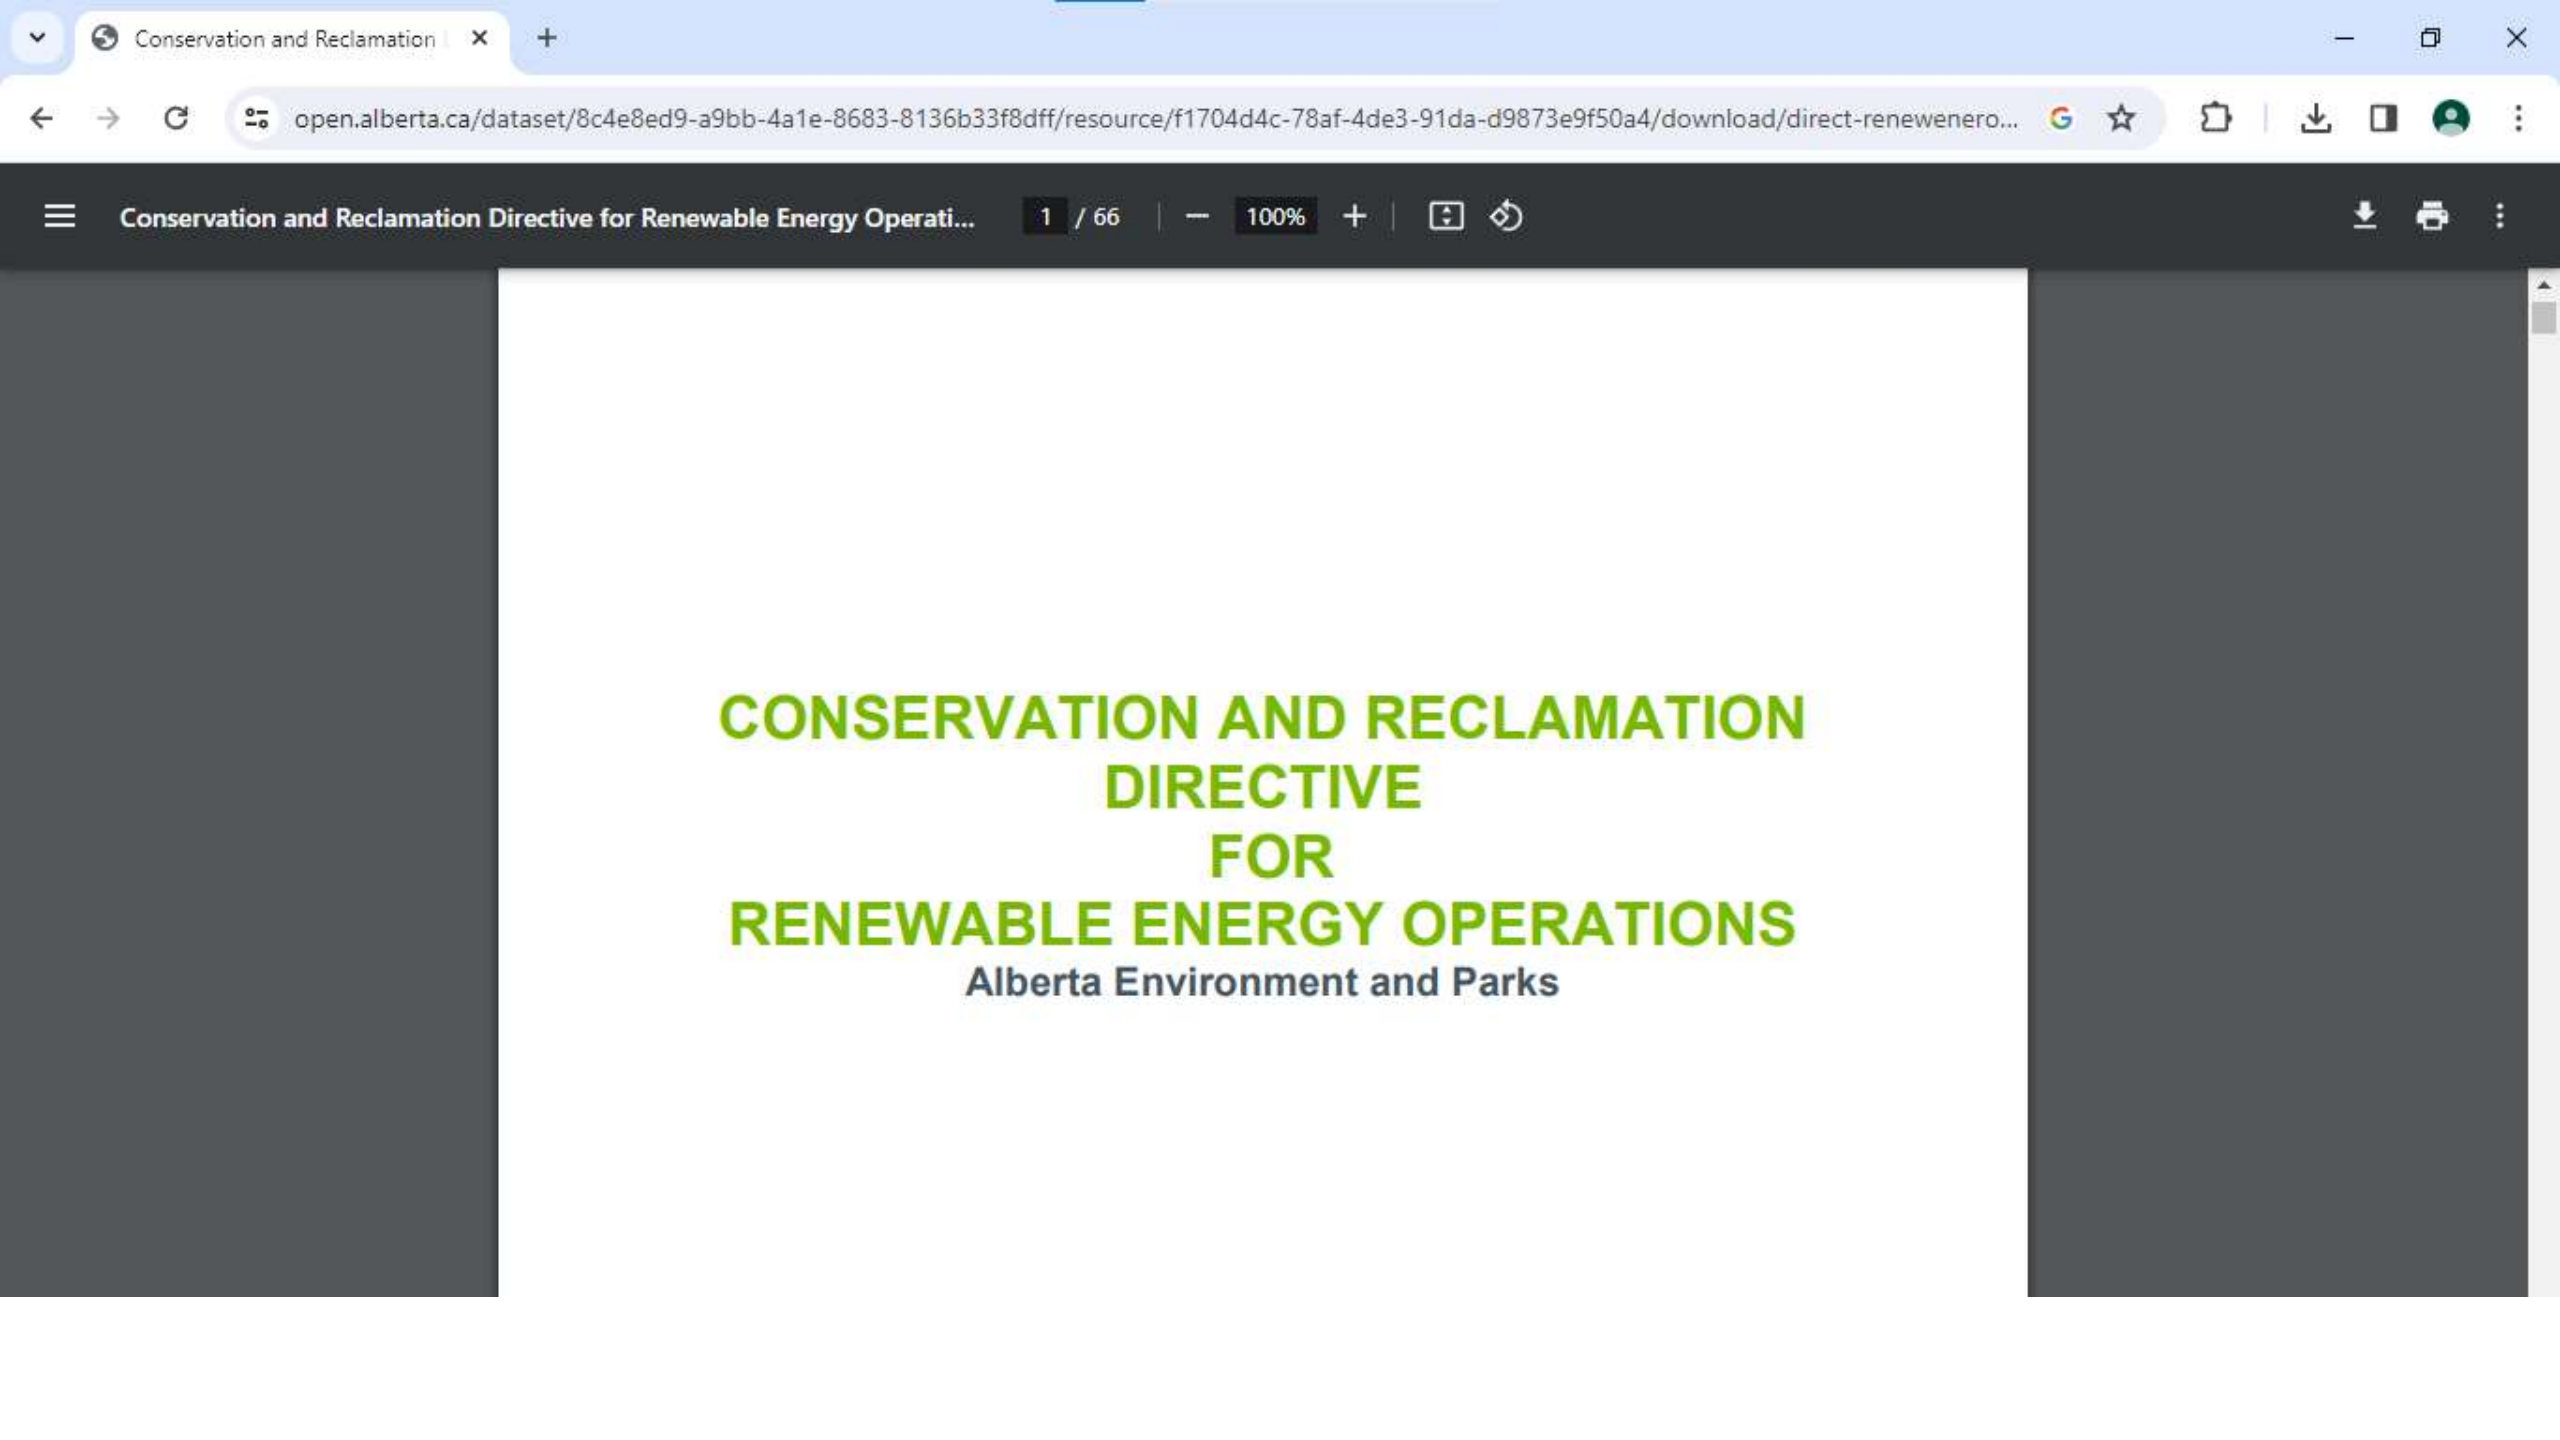 Conservation and Reclamation
open.alberta.ca/dataset/8c4e8ed9-a9bb-4a1e-8683-8136b33f8dff/resource/f1704d4c-78af-4de3-91da-d9873e9f50a4/download/direct-renewenero...
Conservation and Reclamation Directive for Renewable Energy Operati... 1 / 66 100%
CONSERVATION AND RECLAMATION
DIRECTIVE
FOR
RENEWABLE ENERGY OPERATIONS
Alberta Environment and Parks